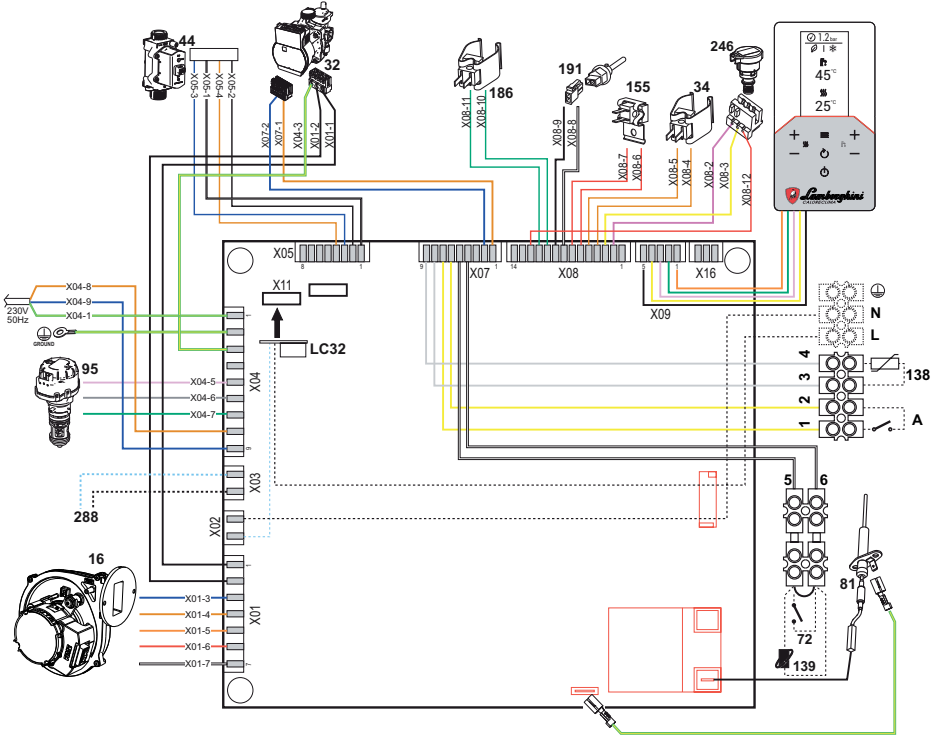 44
X05-3
X05-1
X05-4
X05-2
32
X07-2
X07-1
X04-3
X01-2
X01-1
186
X08-11
X08-10
191
X08-9
X08-8
155
X08-7
X08-6
34
X08-5
X08-4
246
X08-2
X08-3
X08-12
1.2 bar
45°C
25°C
+
−
+
−
Lamborghini
CALORECLIMA
X05
8
1
9
X07
1
14
X08
1
5
1
X09
X16
X11
LC32
X04-8
X04-9
X04-1
230V
50Hz
GROUND
95
X04-5
X04-6
X04-7
1
X04
9
X03
288
X02
16
X01-3
X01-4
X01-5
X01-6
X01-7
1
X01
7
N
L
4
3
2
1
138
A
5
6
72
139
81